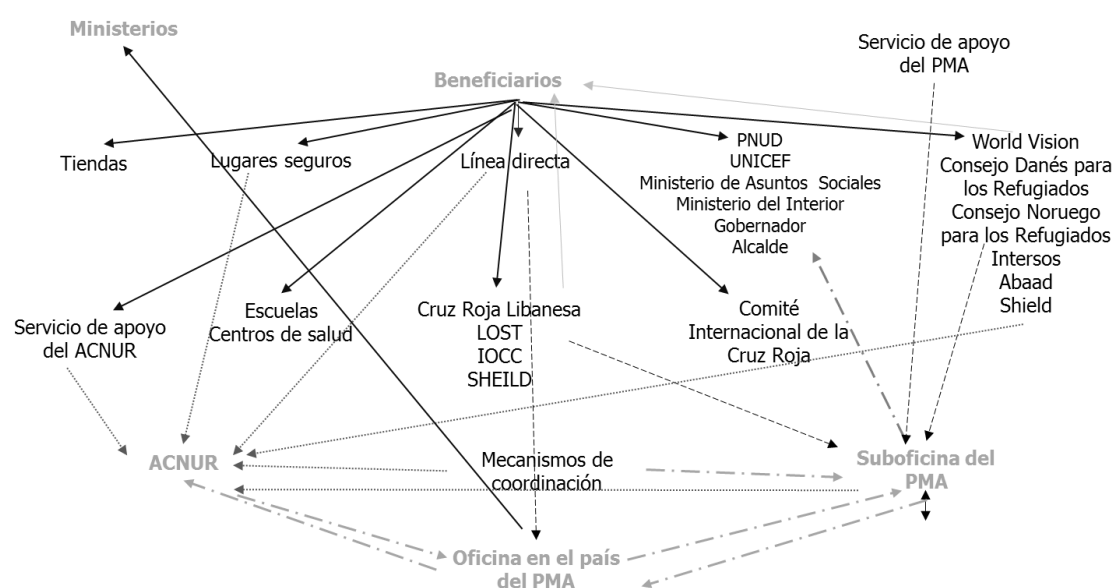 Ministerios
Servicio de apoyo
del PMA
Beneficiarios
Tiendas
Lugares seguros
Línea directa
PNUD
UNICEF
Ministerio de Asuntos Sociales
Ministerio del Interior
Gobernador
Alcalde
World Vision
Consejo Danés para
los Refugiados
Consejo Noruego
para los Refugiados
Intersos
Abaad
Shield
Servicio de apoyo
del ACNUR
Escuelas
Centros de salud
Cruz Roja Libanesa
LOST
IOCC
SHEILD
Comité
Internacional de la
Cruz Roja
ACNUR
Mecanismos de
coordinación
Suboficina del
PMA
Oficina en el país
del PMA